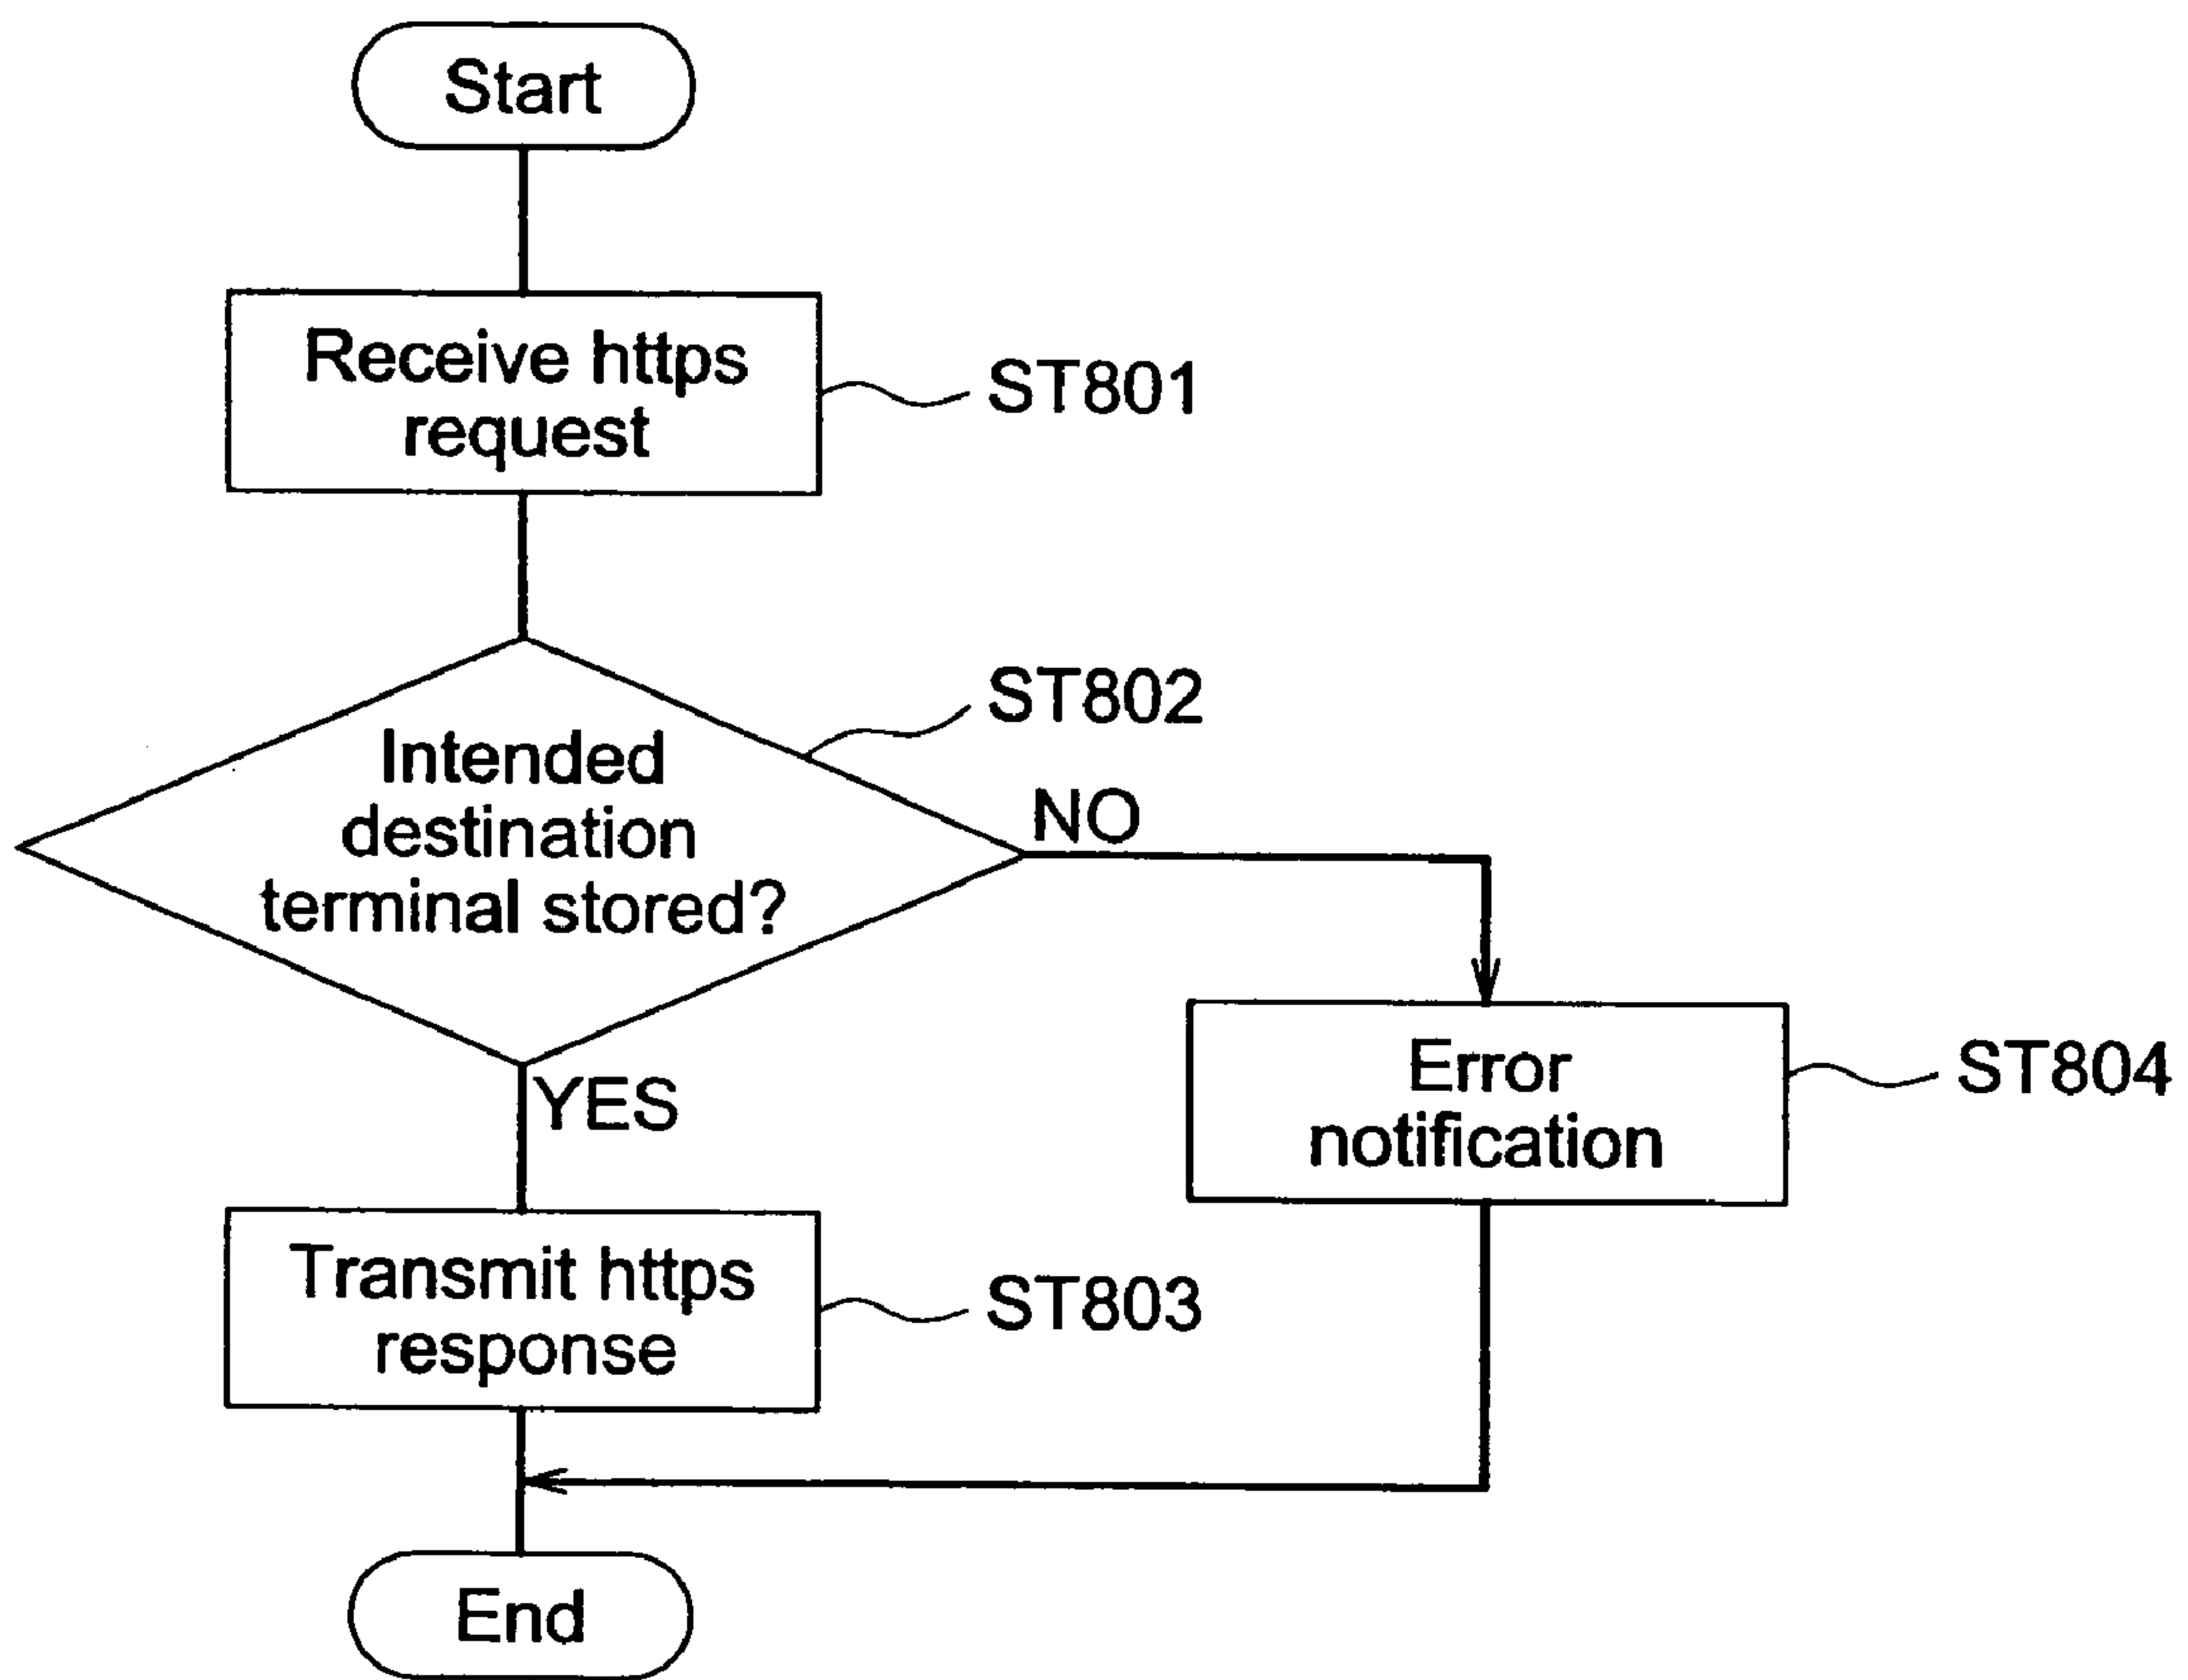 Start
Receive https
request
ST801
ST802
Intended
destination
terminal stored?
NO
YES
Error
notification
ST804
Transmit https
response
ST803
End